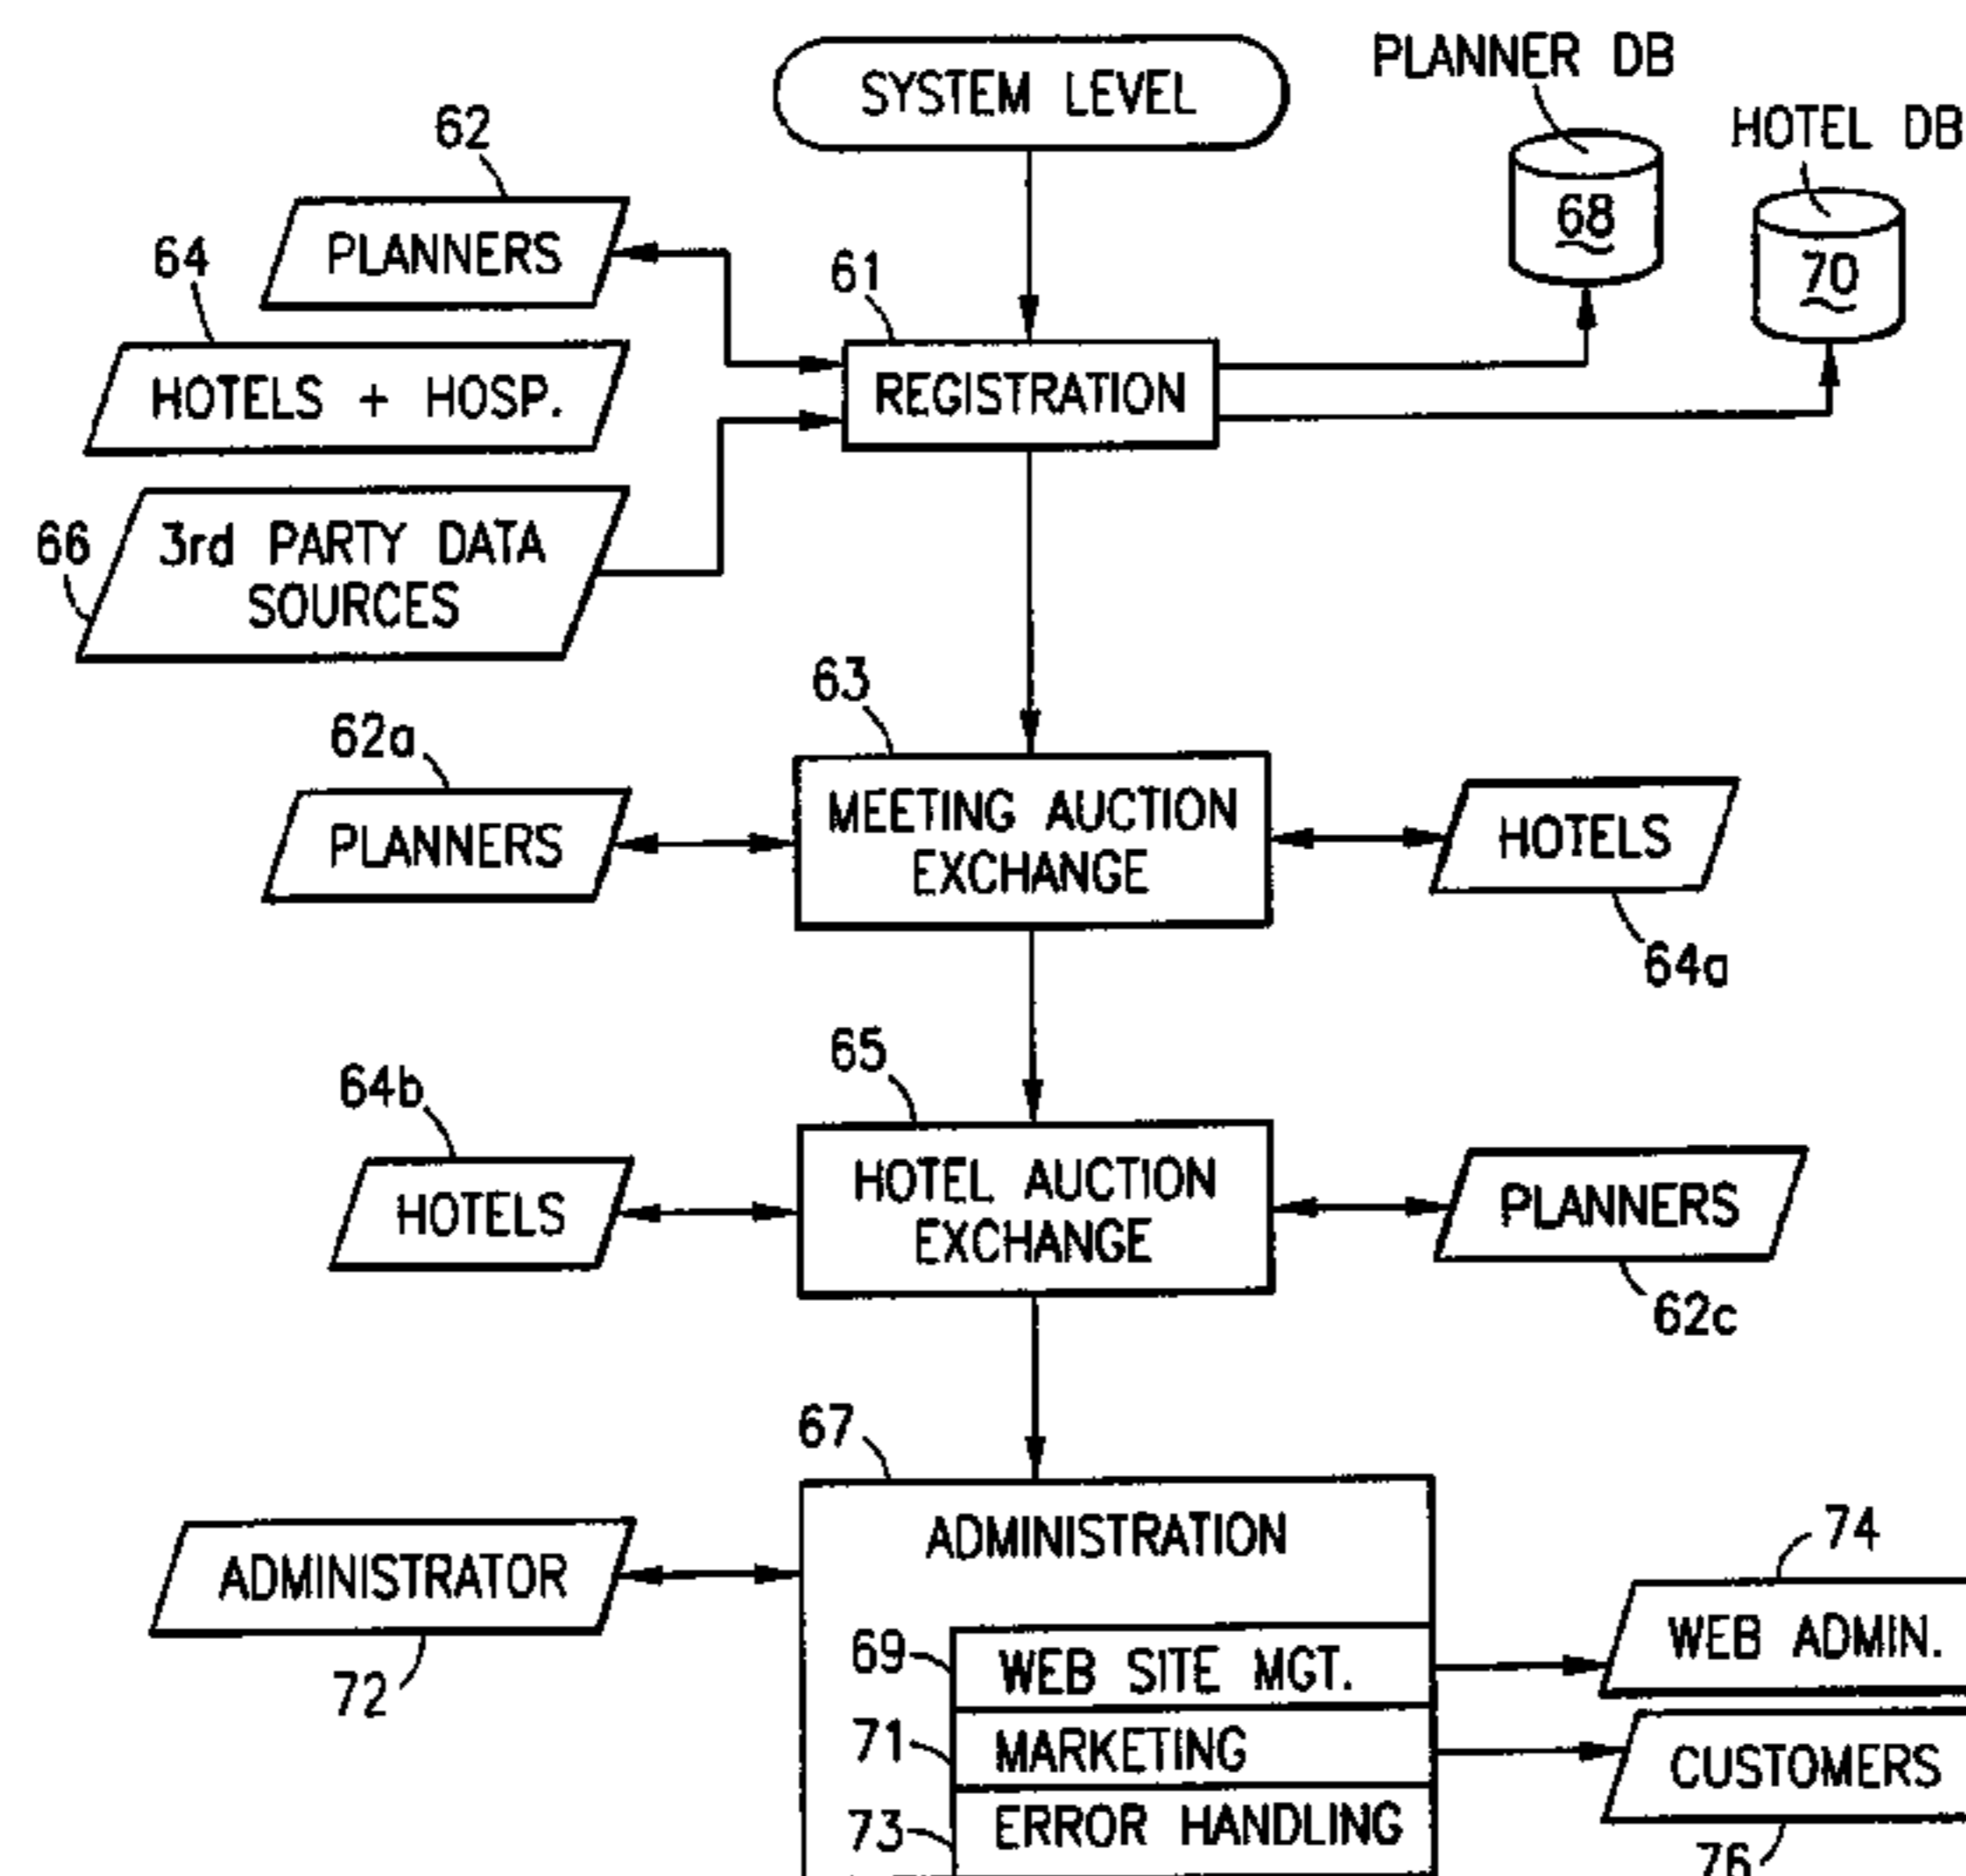 SYSTEM LEVEL
PLANNER DB
HOTEL DB
62
PLANNERS
68
70
64
HOTELS + HOSP.
61
REGISTRATION
66
3rd PARTY DATA
SOURCES
63
MEETING AUCTION
EXCHANGE
62a
PLANNERS
HOTELS
64a
65
HOTEL AUCTION
EXCHANGE
64b
HOTELS
PLANNERS
62c
67
ADMINISTRATION
ADMINISTRATOR
72
69
WEB SITE MGT.
71
MARKETING
73
ERROR HANDLING
74
WEB ADMIN.
CUSTOMERS
76